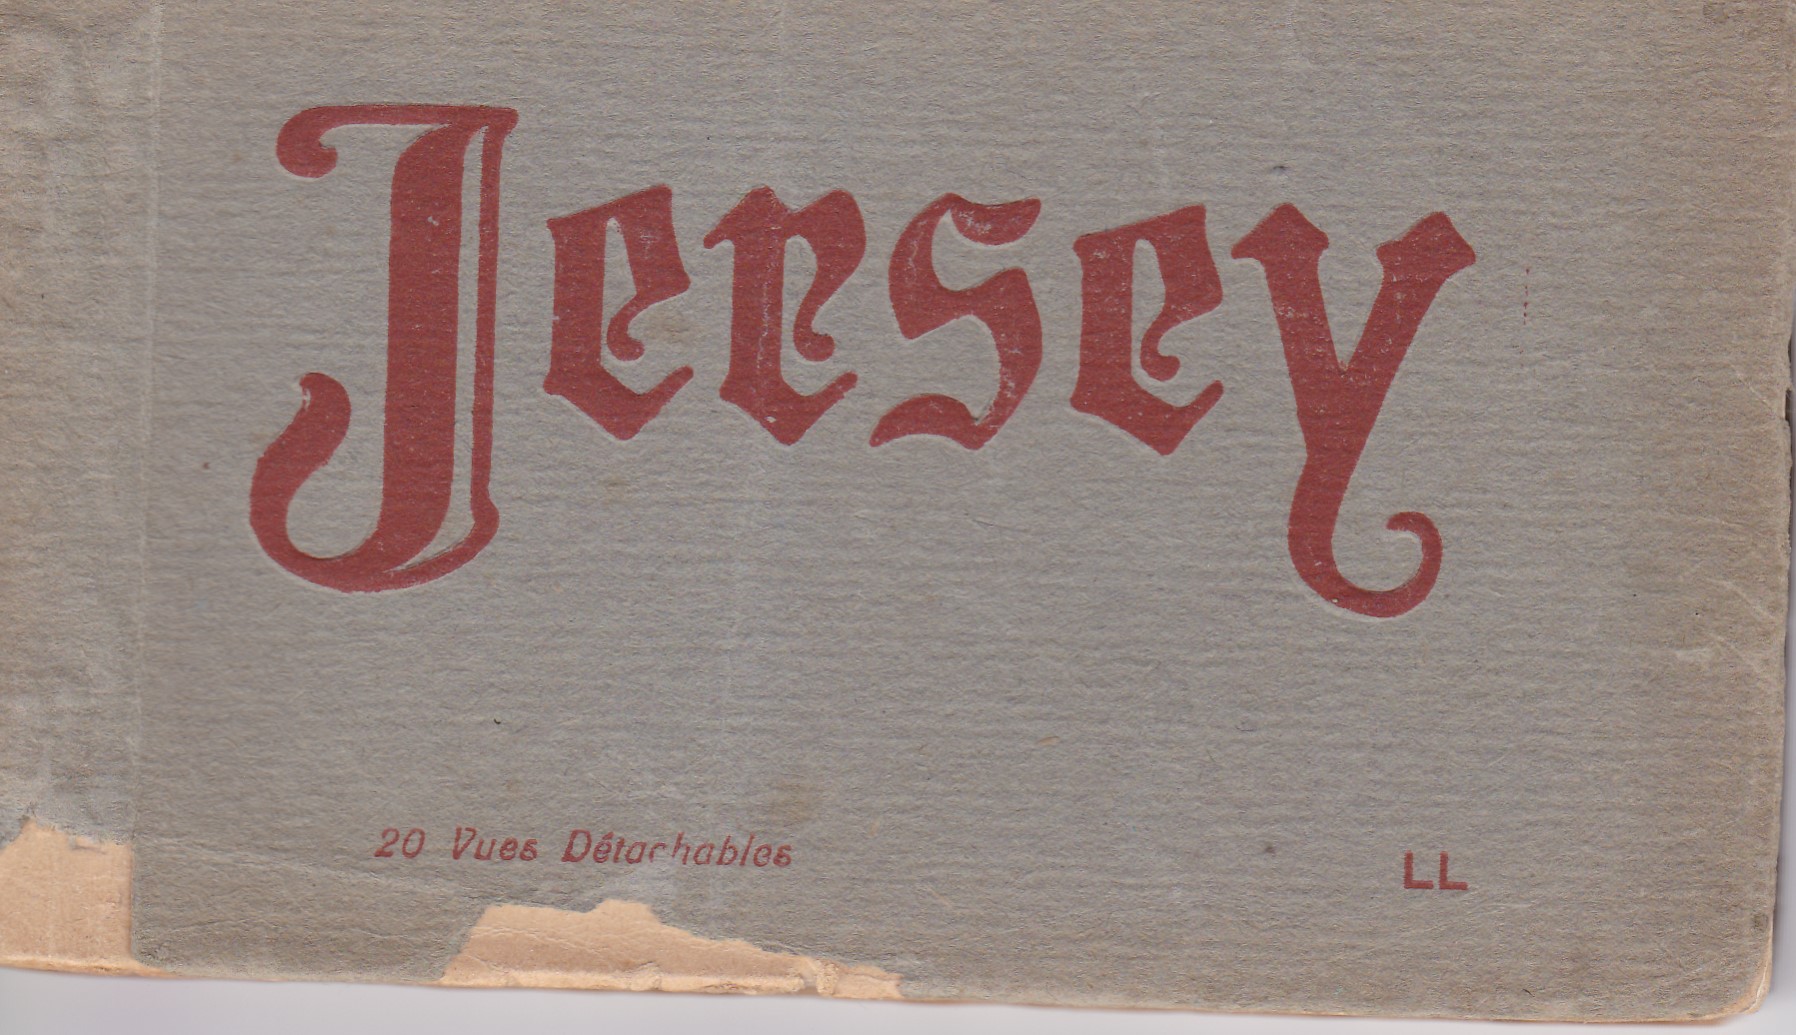 Jersey
20 Vues Détachables
LL